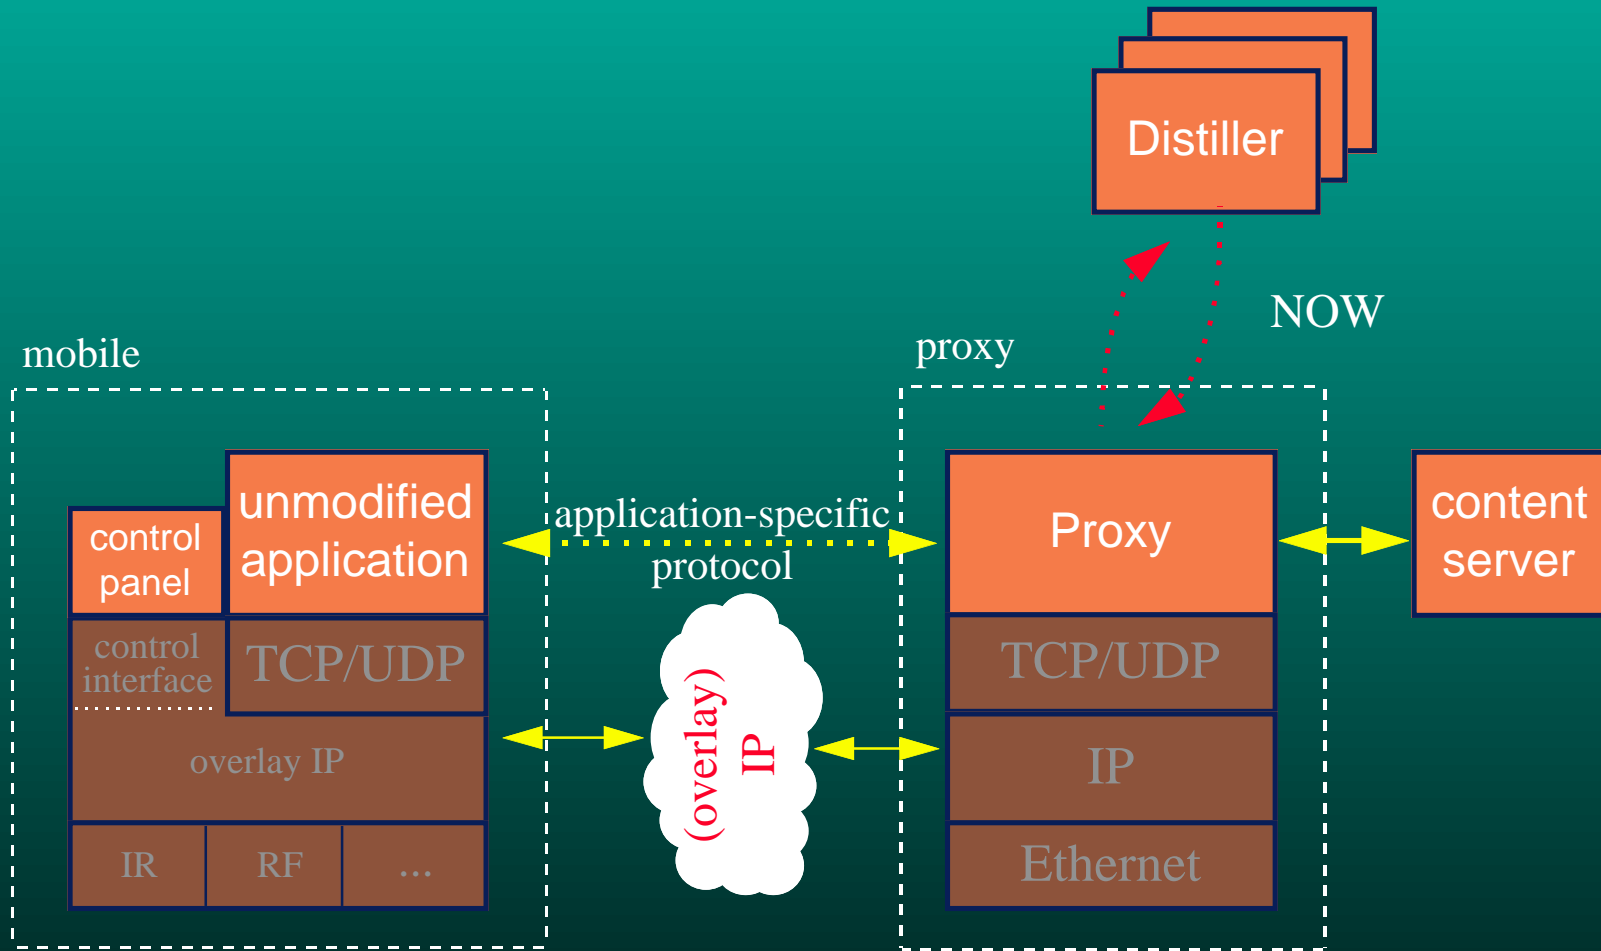 Distiller
NOW
mobile
proxy
control
panel
unmodified
application
application-specific
protocol
Proxy
content
server
control
interface
TCP/UDP
overlay IP
IR
RF
...
(overlay)
IP
TCP/UDP
IP
Ethernet